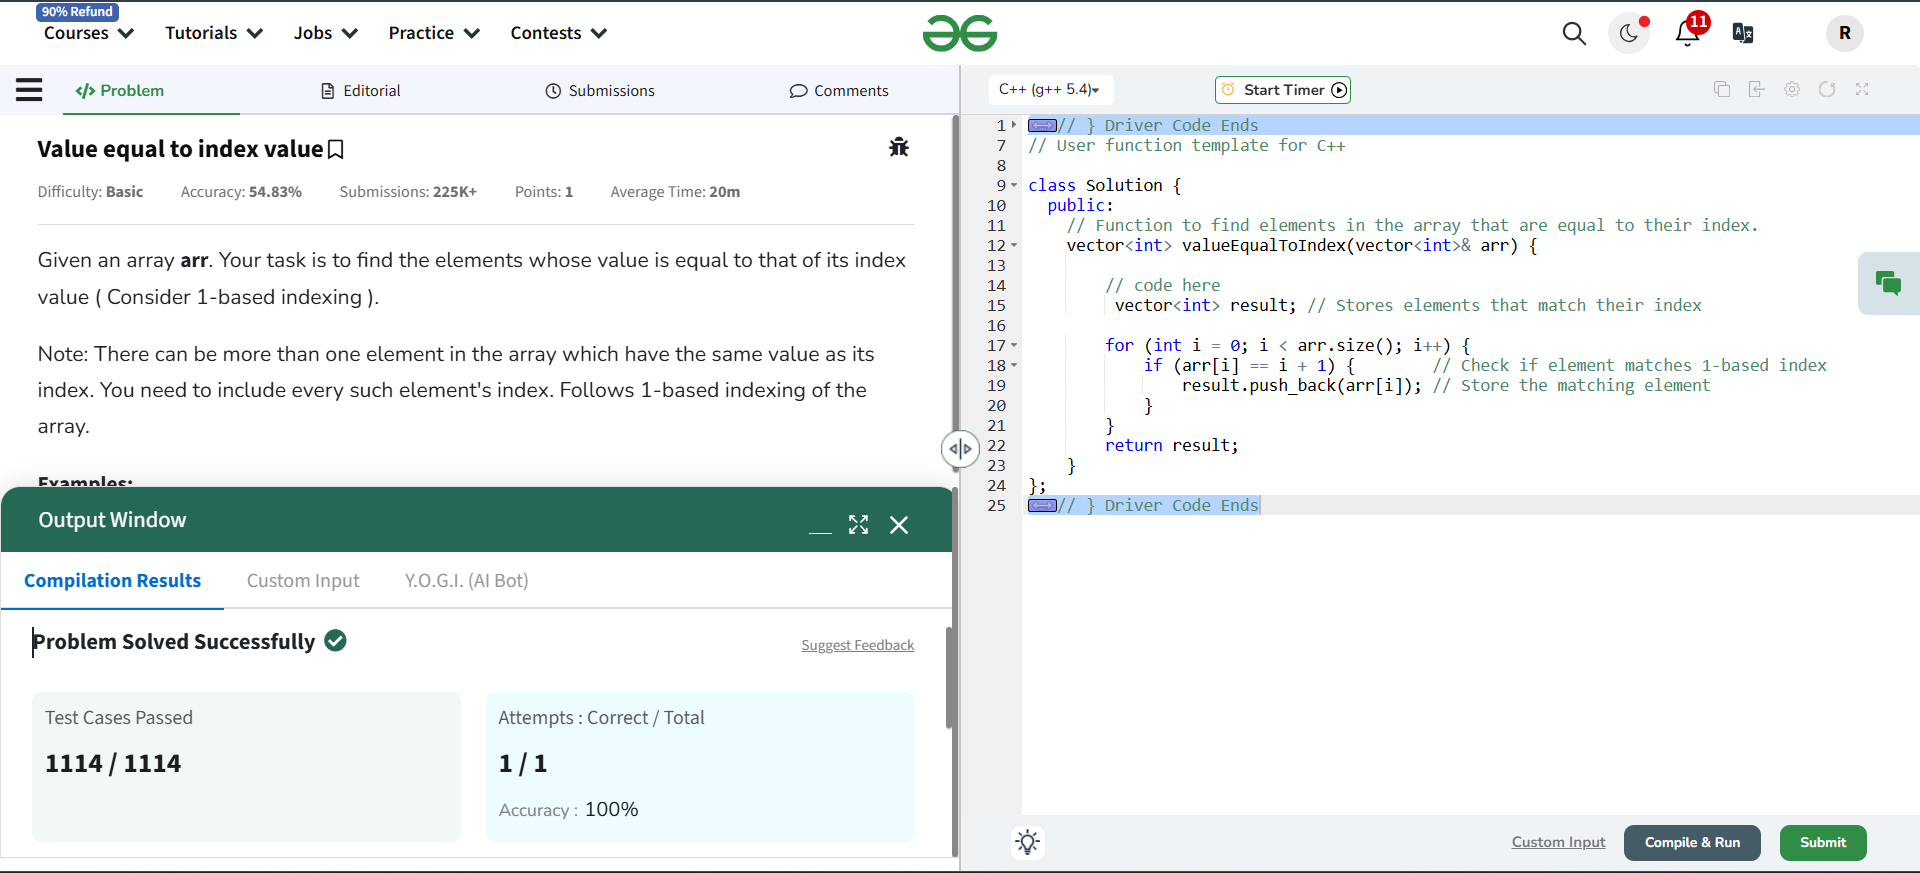 90% Refund
Courses
Tutorials
Jobs
Practice
Contests
11
R
Problem
Editorial
Submissions
Comments
Value equal to index value
Difficulty: Basic
Accuracy: 54.83%
Submissions: 225K+
Points: 1
Average Time: 20m
Given an array arr. Your task is to find the elements whose value is equal to that of its index
value ( Consider 1-based indexing ).
Note: There can be more than one element in the array which have the same value as its
index. You need to include every such element's index. Follows 1-based indexing of the
array.
Examples:
Output Window
Compilation Results
Custom Input
Y.O.G.I. (AI Bot)
Problem Solved Successfully
Suggest Feedback
Test Cases Passed
1114 / 1114
Attempts : Correct / Total
1 / 1
Accuracy : 100%
C++ (g++ 5.4)
Start Timer
1 // } Driver Code Ends
7 // User function template for C++
8
9 class Solution {
10 public:
11 // Function to find elements in the array that are equal to their index.
12 vector<int> valueEqualToIndex(vector<int>& arr) {
13
14 // code here
15 vector<int> result; // Stores elements that match their index
16
17 for (int i = 0; i < arr.size(); i++) {
18 if (arr[i] == i + 1) { // Check if element matches 1-based index
19 result.push_back(arr[i]); // Store the matching element
20 }
21 }
22 return result;
23 }
24 };
25 // } Driver Code Ends
Custom Input
Compile & Run
Submit